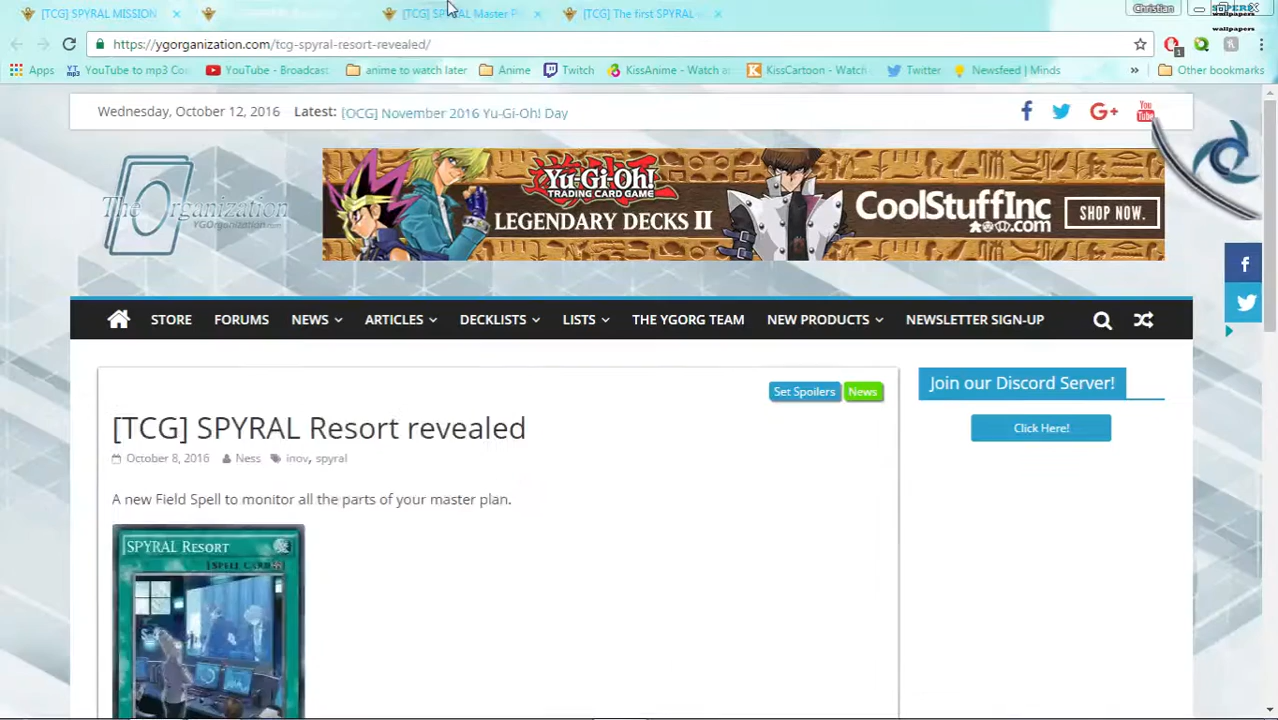 [TCG] SPYRAL MISSION
[TCG] SPYRAL Master P
[TCG] The first SPYRAL
Christian
https://ygorganization.com/tcg-spyral-resort-revealed/
Apps
YouTube to mp3 Co
YouTube - Broadcast
anime to watch later
Anime
Twitch
KissAnime - Watch a
KissCartoon - Watch
Twitter
Newsfeed | Minds
»
Other bookmarks
Wednesday, October 12, 2016
Latest: [OCG] November 2016 Yu-Gi-Oh! Day
The Organization
YGOrganization.com
Yu-Gi-Oh!
TRADING CARD GAME
LEGENDARY DECKS II
CoolStuffInc
.com
SHOP NOW.
STORE
FORUMS
NEWS
ARTICLES
DECKLISTS
LISTS
THE YGORG TEAM
NEW PRODUCTS
NEWSLETTER SIGN-UP
Set Spoilers
News
[TCG] SPYRAL Resort revealed
October 8, 2016 Ness inov, spyral
A new Field Spell to monitor all the parts of your master plan.
SPYRAL RESORT
[SPELL CARD
Join our Discord Server!
Click Here!